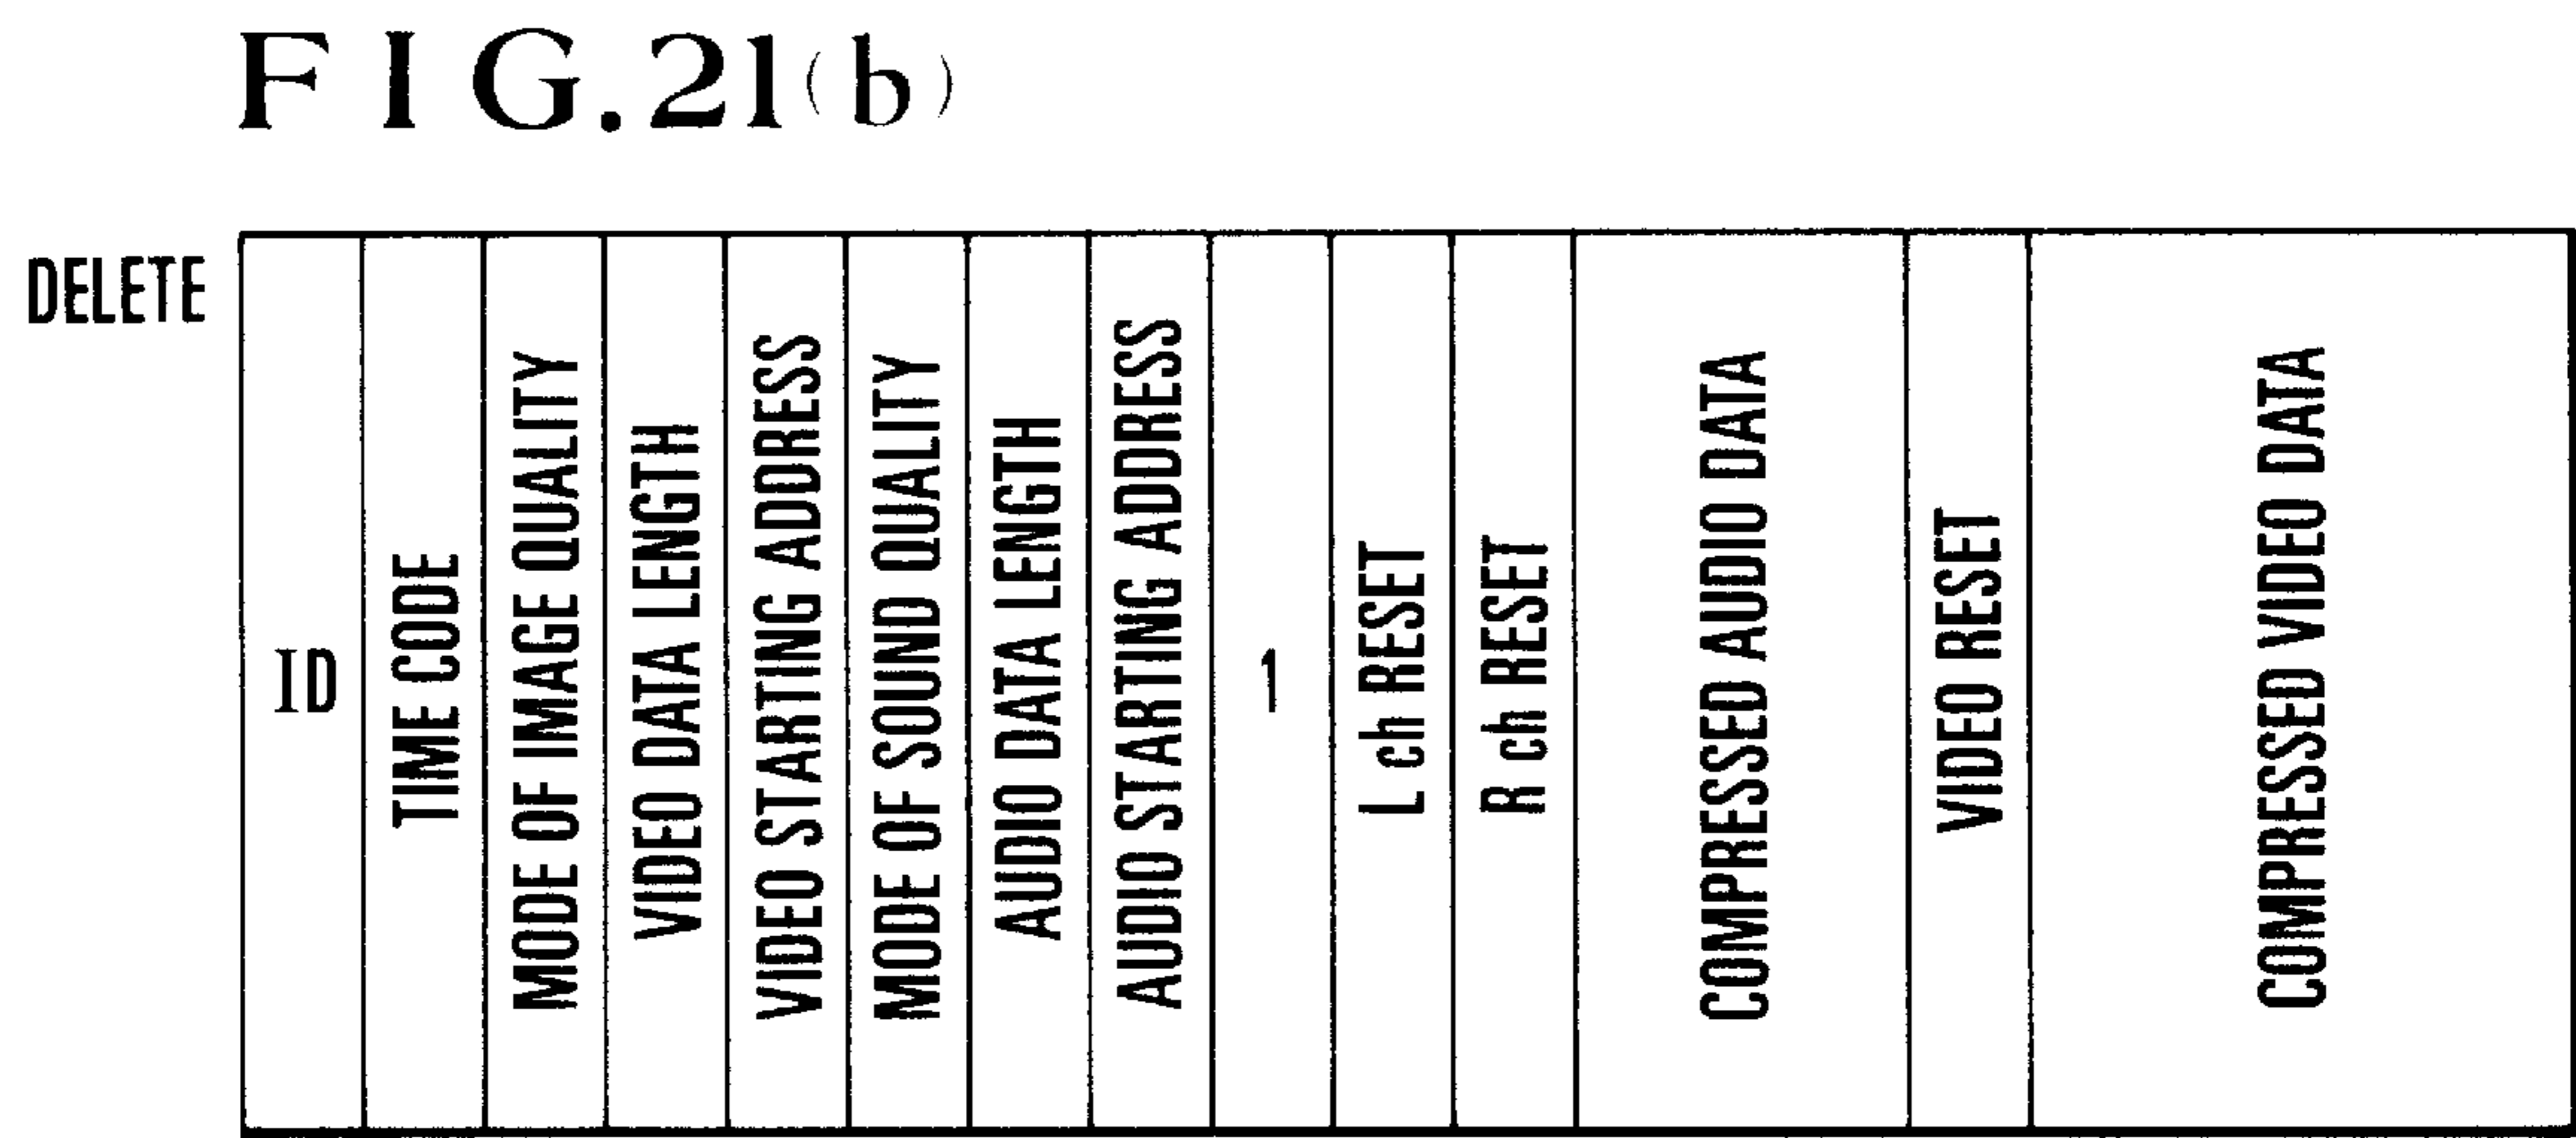 FIG.21(b)
DELETE
ID
TIME CODE
MODE OF IMAGE QUALITY
VIDEO DATA LENGTH
VIDEO STARTING ADDRESS
MODE OF SOUND QUALITY
AUDIO DATA LENGTH
AUDIO STARTING ADDRESS
1
L ch RESET
R ch RESET
COMPRESSED AUDIO DATA
VIDEO RESET
COMPRESSED VIDEO DATA